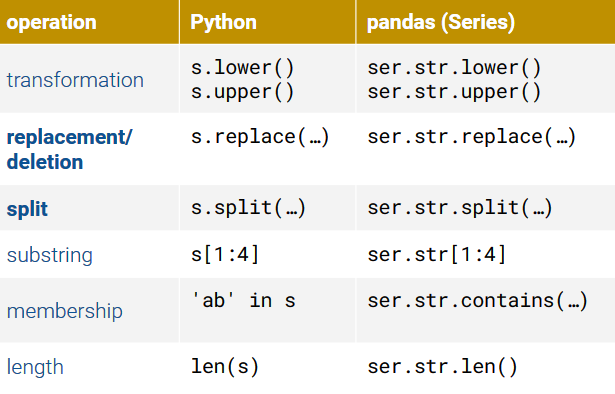 operation Python pandas (Series)
transformation s.lower() ser.str.lower()
s.upper() ser.str.upper()
replacement/ s.replace(…) ser.str.replace(…)
deletion
split s.split(…) ser.str.split(…)
substring s[1:4] ser.str[1:4]
membership 'ab' in s ser.str.contains(…)
length len(s) ser.str.len()